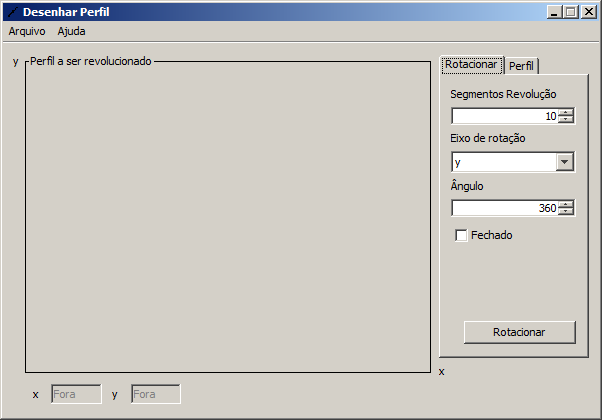 Desenhar Perfil
Arquivo Ajuda
y Perfil a ser revolucionado
Rotacionar Perfil
Segmentos Revolução
10
Eixo de rotação
y
Ângulo
360
Fechado
Rotacionar
x
x Fora y Fora